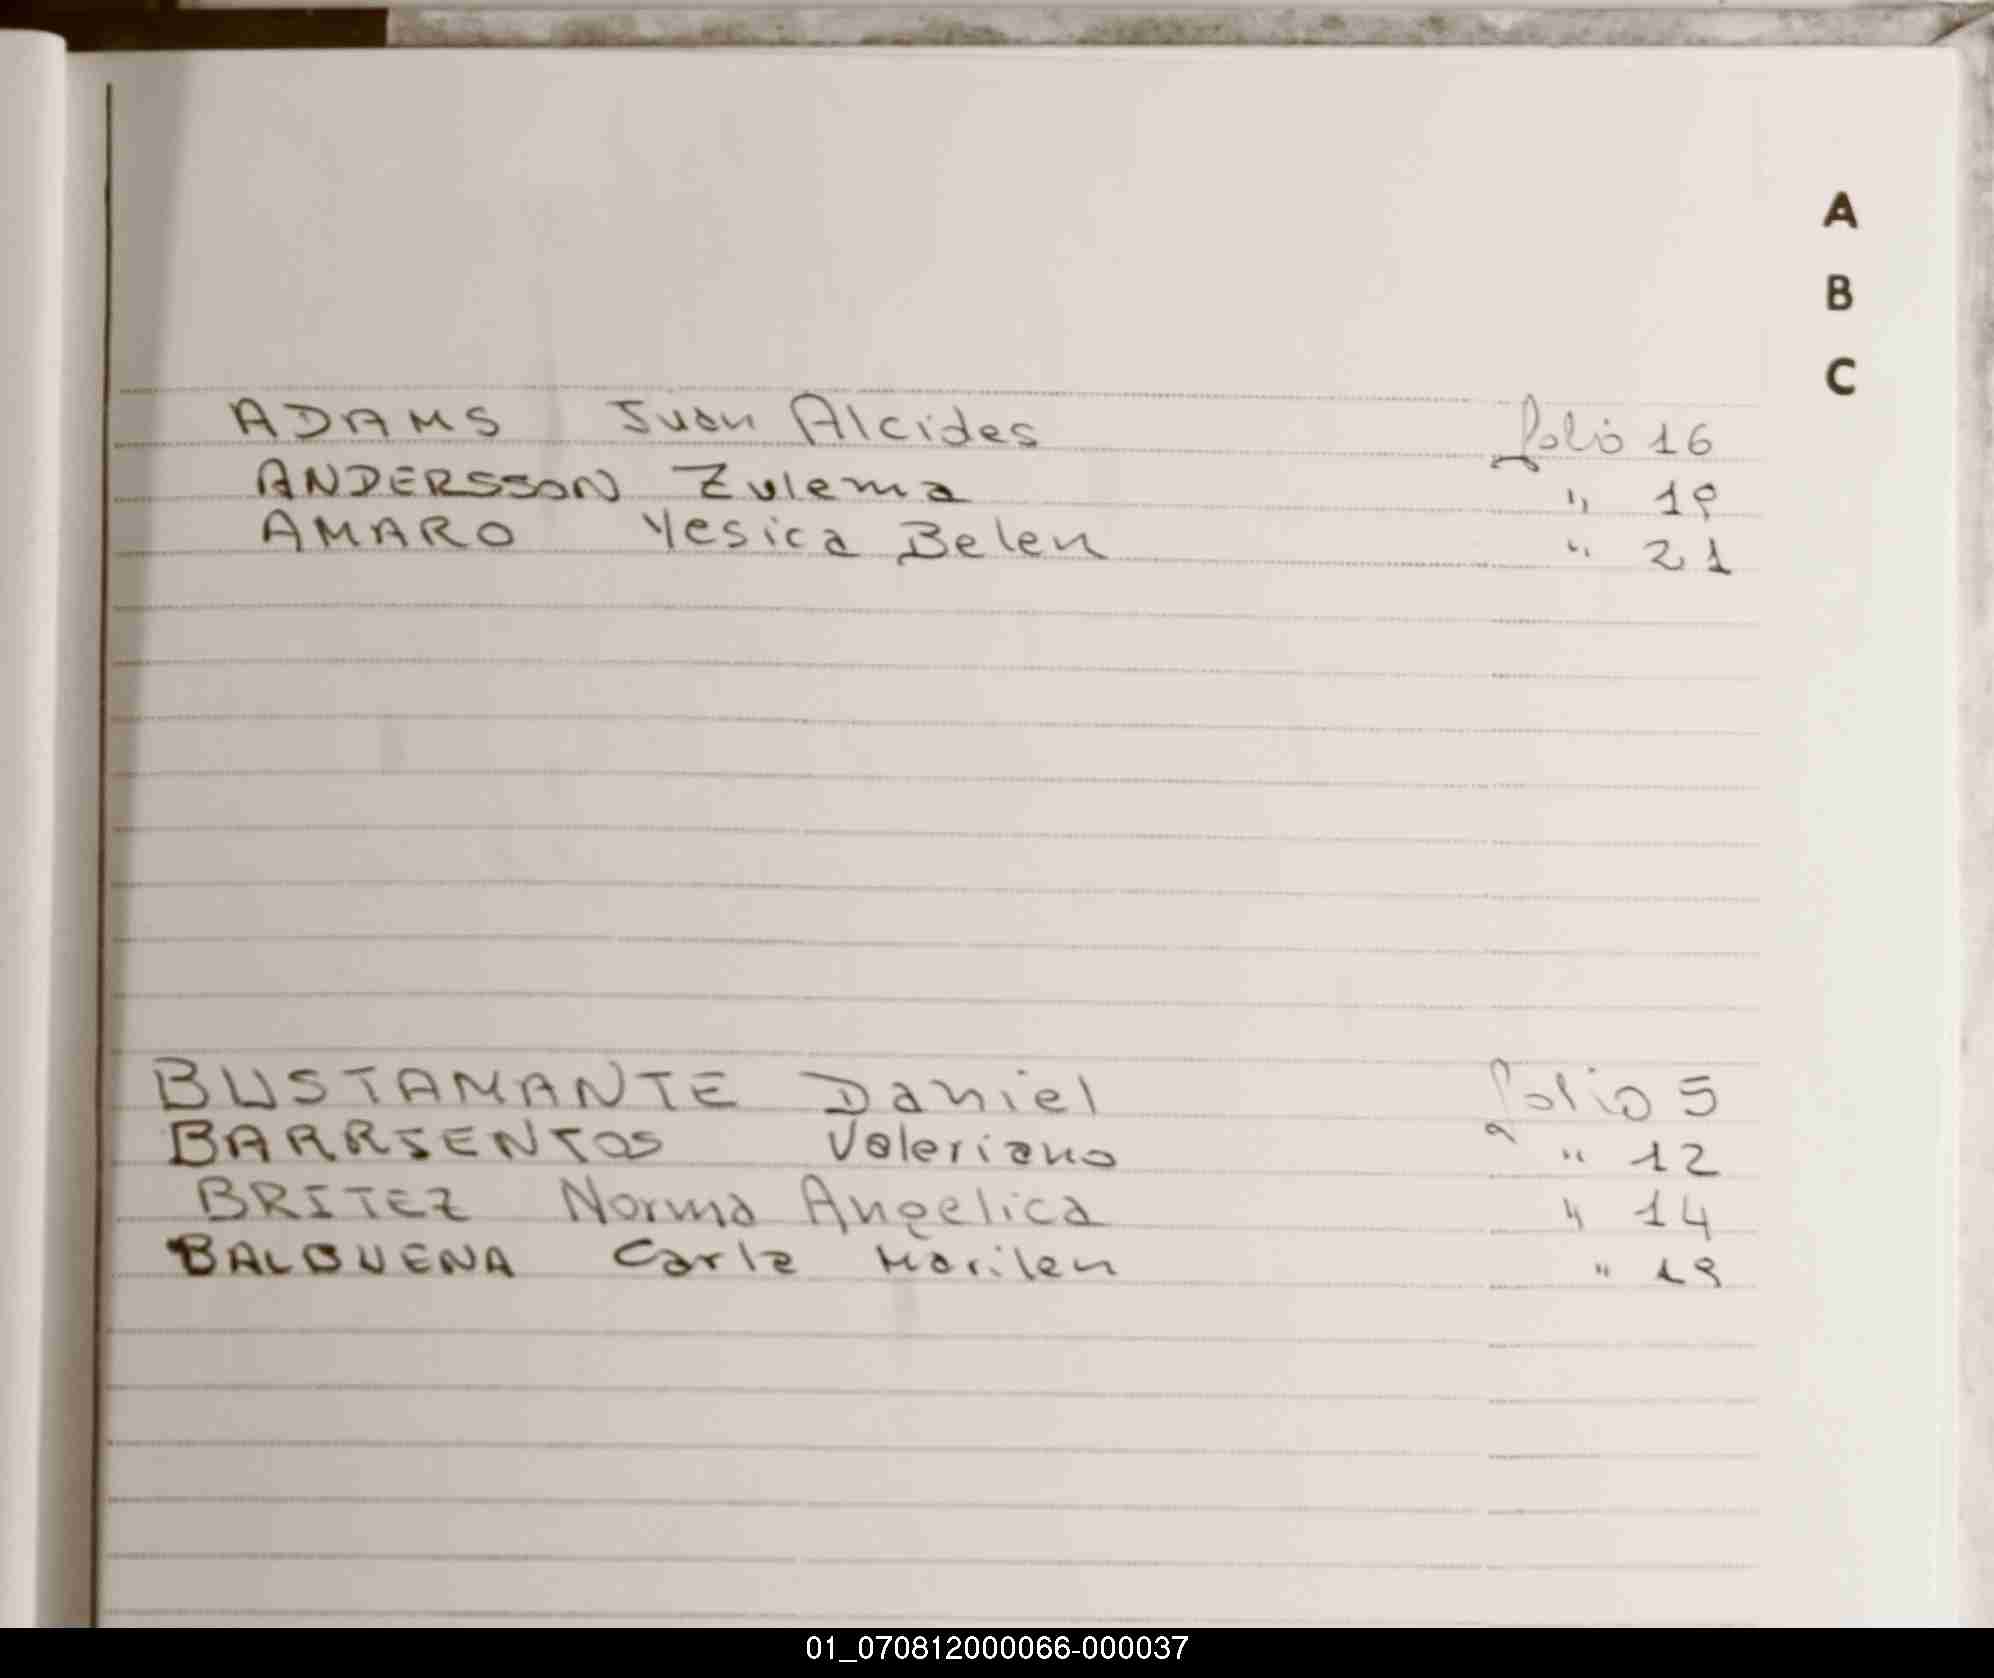 A
B
C
ADAMS Juan Alcides folio 16
ANDERSSON Zulema " 19
AMARO Yesica Belen " 21
BUSTAMANTE Daniel folio 5
BARRIENTOS Valeriano " 12
BRITEZ Norma Angelica " 14
BALBUENA Carla Marilen " 19
01_070812000066-000037